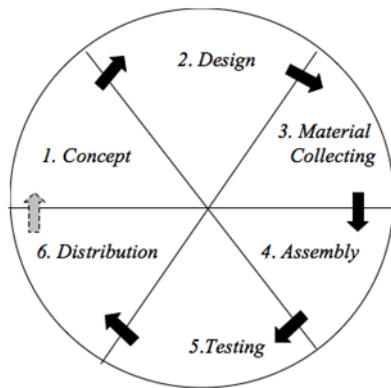 1. Concept
2. Design
3. Material
Collecting
4. Assembly
5.Testing
6. Distribution